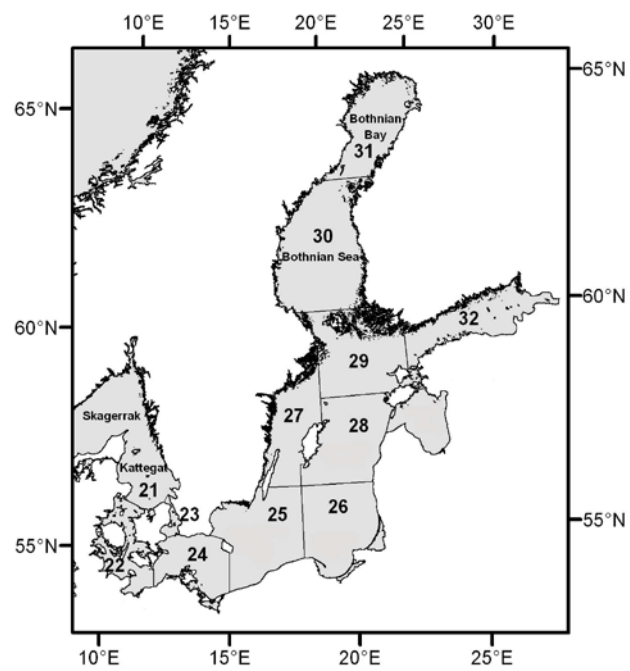 10°E 15°E 20°E 25°E 30°E
65°N
65°N
Bothnian
Bay
31
30
Bothnian Sea
60°N
60°N
32
29
27
28
Skagerrak
Kattegat
21
23
25
26
55°N
55°N
24
22
10°E 15°E 20°E 25°E